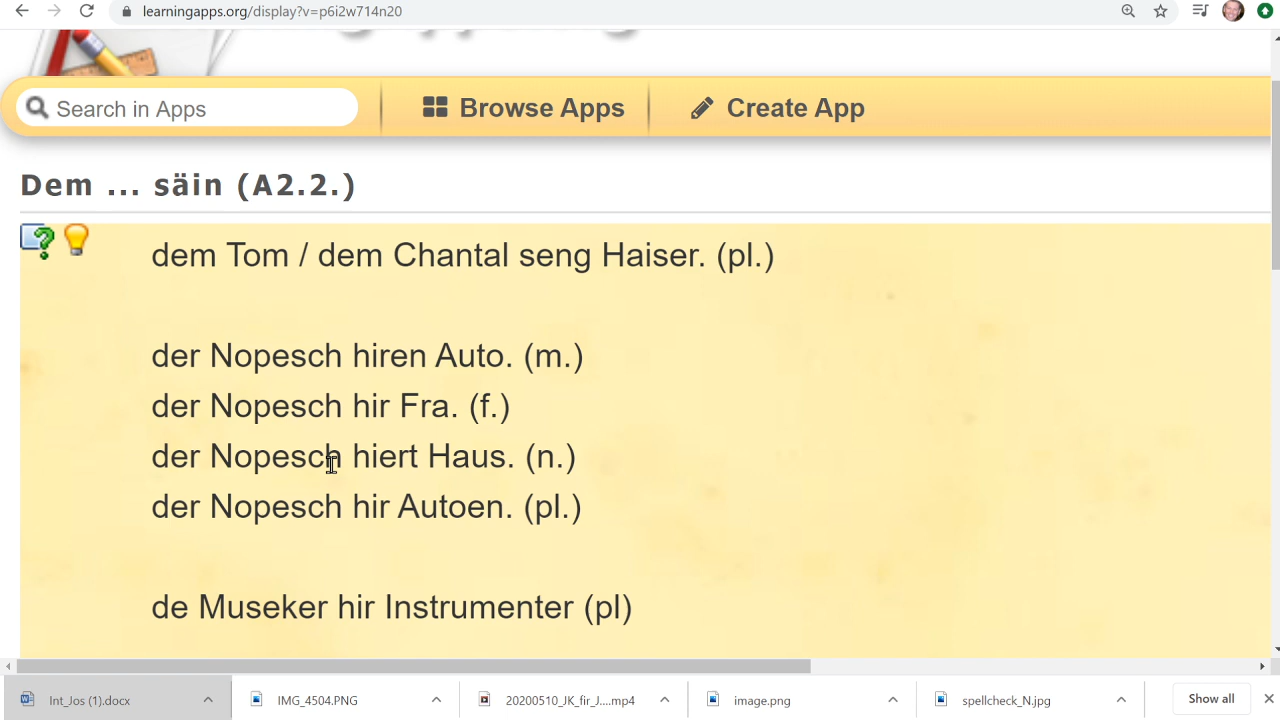 learningapps.org/display?v=p6i2w714n20
Search in Apps
Browse Apps
Create App
Dem ... säin (A2.2.)
dem Tom / dem Chantal seng Haiser. (pl.)
der Nopesch hiren Auto. (m.)
der Nopesch hir Fra. (f.)
der Nopesch hiert Haus. (n.)
der Nopesch hir Autoen. (pl.)
de Museker hir Instrumenter (pl)
Int_Jos (1).docx
IMG_4504.PNG
20200510_JK_fir_J....mp4
image.png
spellcheck_N.jpg
Show all